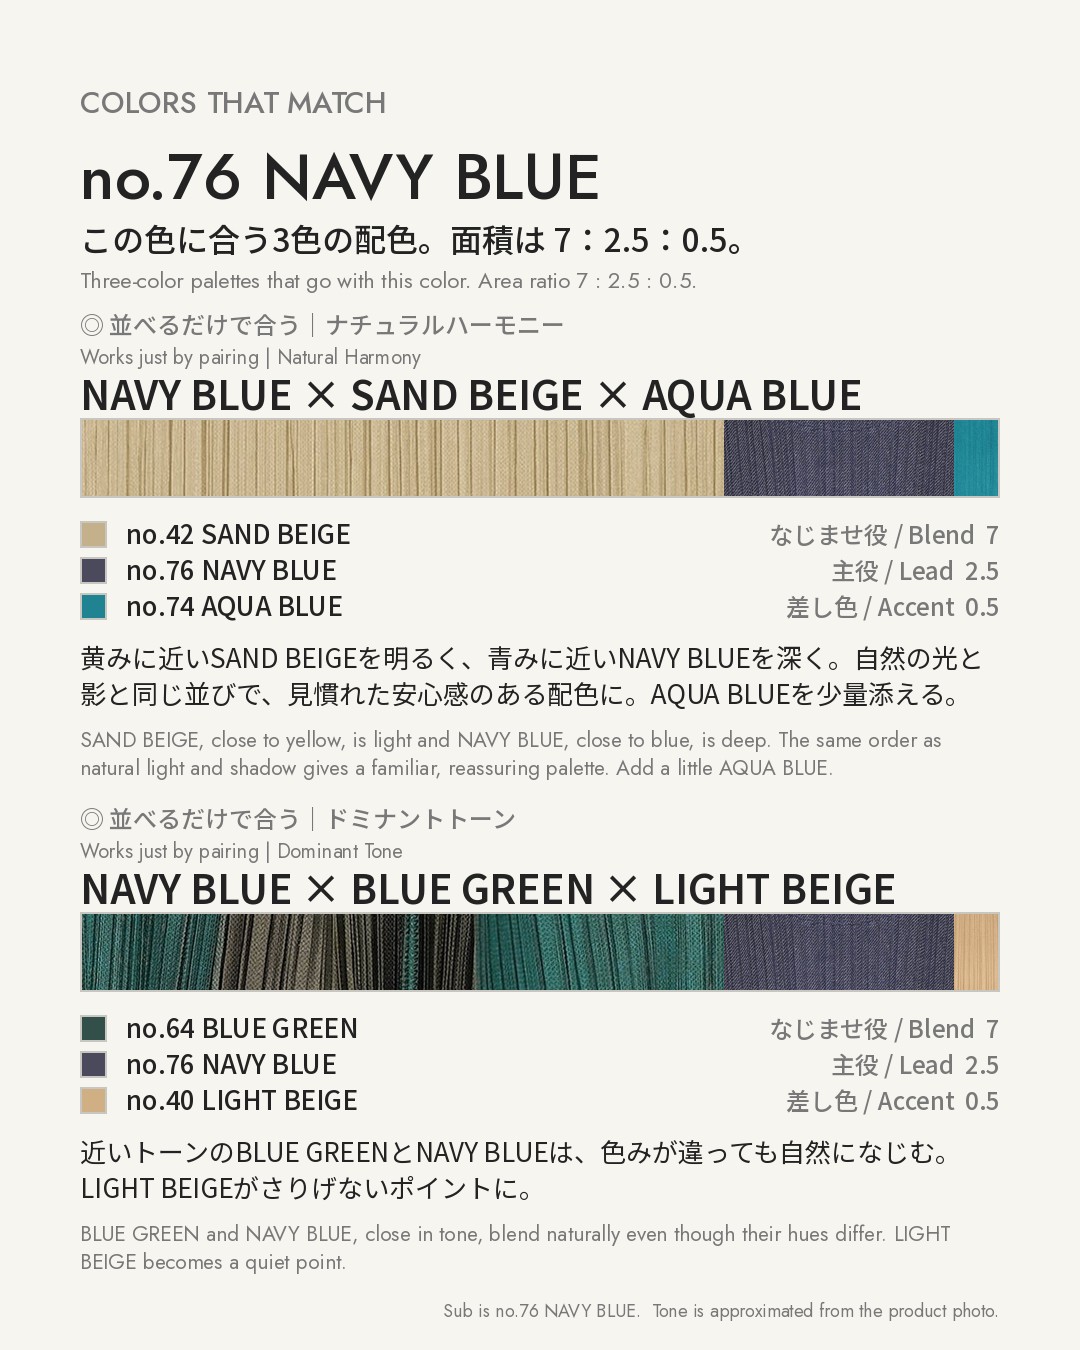 COLORS THAT MATCH
no.76 NAVY BLUE
この色に合う3色の配色。面積は 7：2.5：0.5。
Three-color palettes that go with this color. Area ratio 7 : 2.5 : 0.5.
◎ 並べるだけで合う｜ナチュラルハーモニー
Works just by pairing | Natural Harmony
NAVY BLUE × SAND BEIGE × AQUA BLUE
no.42 SAND BEIGE なじませ役 / Blend 7
no.76 NAVY BLUE 主役 / Lead 2.5
no.74 AQUA BLUE 差し色 / Accent 0.5
黄みに近いSAND BEIGEを明るく、青みに近いNAVY BLUEを深く。自然の光と
影と同じ並びで、見慣れた安心感のある配色に。AQUA BLUEを少量添える。
SAND BEIGE, close to yellow, is light and NAVY BLUE, close to blue, is deep. The same order as
natural light and shadow gives a familiar, reassuring palette. Add a little AQUA BLUE.
◎ 並べるだけで合う｜ドミナントトーン
Works just by pairing | Dominant Tone
NAVY BLUE × BLUE GREEN × LIGHT BEIGE
no.64 BLUE GREEN なじませ役 / Blend 7
no.76 NAVY BLUE 主役 / Lead 2.5
no.40 LIGHT BEIGE 差し色 / Accent 0.5
近いトーンのBLUE GREENとNAVY BLUEは、色みが違っても自然になじむ。
LIGHT BEIGEがさりげないポイントに。
BLUE GREEN and NAVY BLUE, close in tone, blend naturally even though their hues differ. LIGHT
BEIGE becomes a quiet point.
Sub is no.76 NAVY BLUE. Tone is approximated from the product photo.